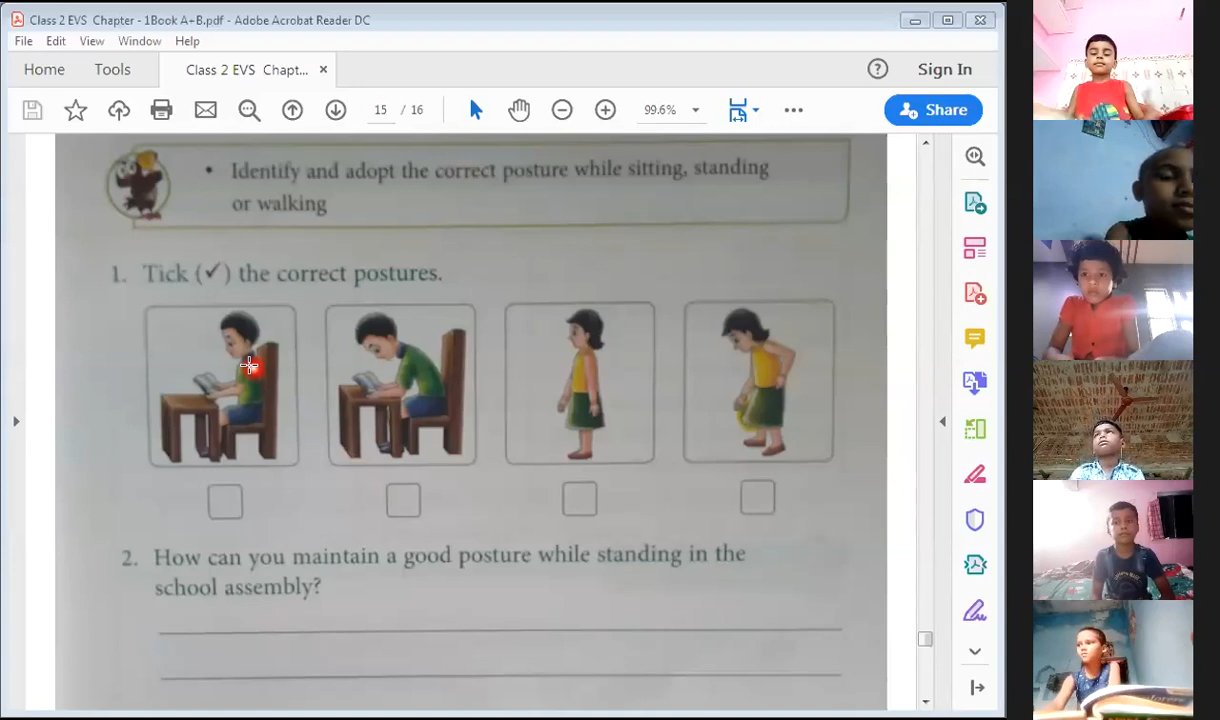 Class 2 EVS Chapter - 1Book A+B.pdf - Adobe Acrobat Reader DC
File Edit View Window Help
Home Tools Class 2 EVS Chapt... × ? Sign In
15 / 16 99.6% Share
• Identify and adopt the correct posture while sitting, standing
or walking
1. Tick (✓) the correct postures.
2. How can you maintain a good posture while standing in the
school assembly?